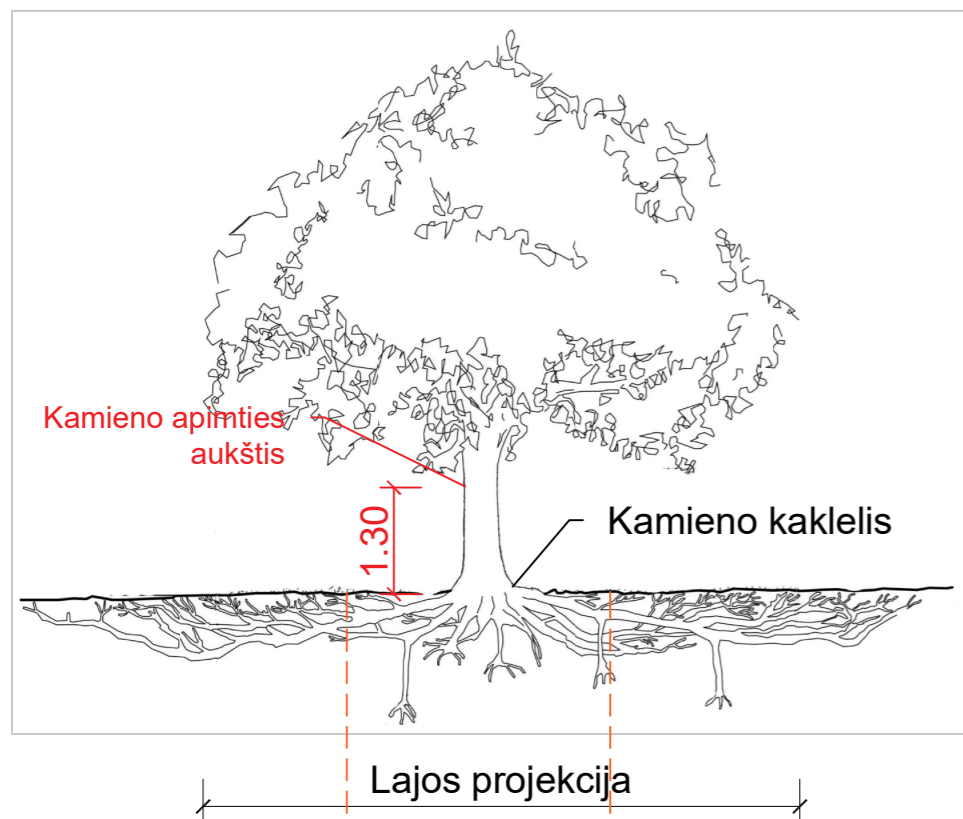 Kamieno apimties
aukštis
1.30
Kamieno kaklelis
Lajos projekcija